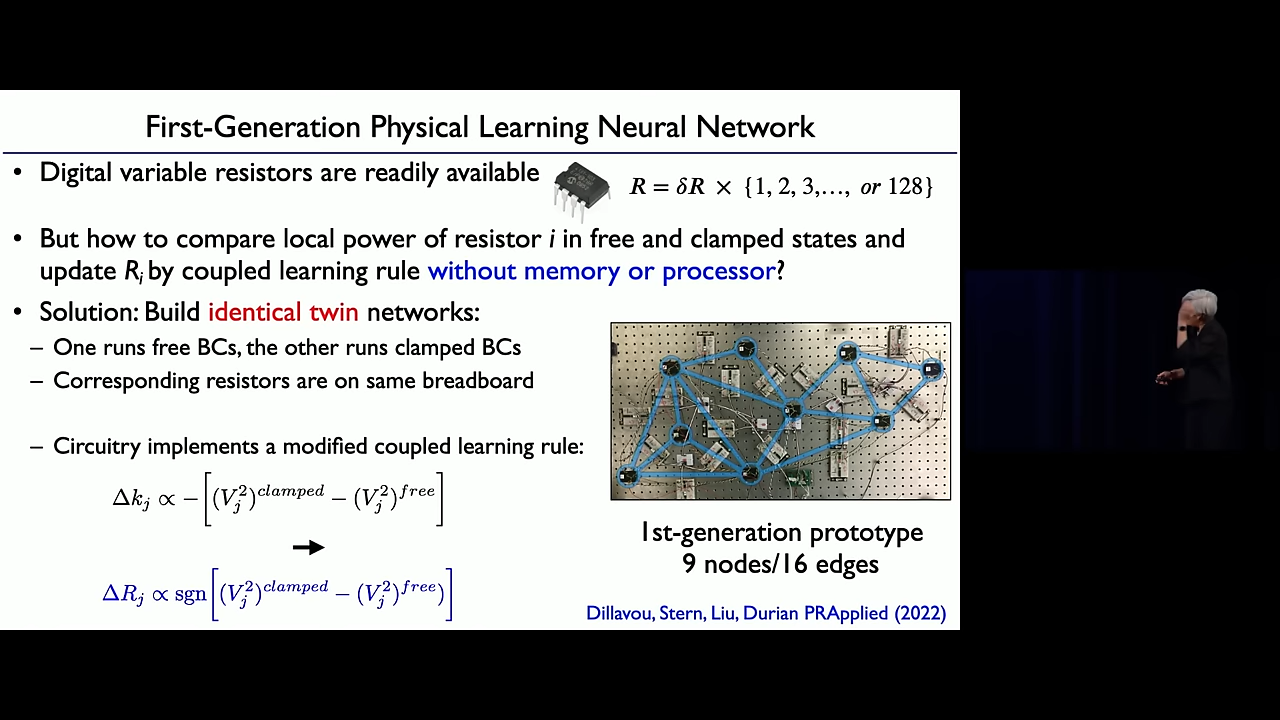 First-Generation Physical Learning Neural Network
• Digital variable resistors are readily available
R = δR × {1, 2, 3,…, or 128}
• But how to compare local power of resistor i in free and clamped states and
update Ri by coupled learning rule without memory or processor?
• Solution: Build identical twin networks:
– One runs free BCs, the other runs clamped BCs
– Corresponding resistors are on same breadboard
– Circuitry implements a modified coupled learning rule:
Δkj ∝ −[(Vj²)^clamped − (Vj²)^free]
→
ΔRj ∝ sgn[(Vj²)^clamped − (Vj²)^free)]
1st-generation prototype
9 nodes/16 edges
Dillavou, Stern, Liu, Durian PRApplied (2022)